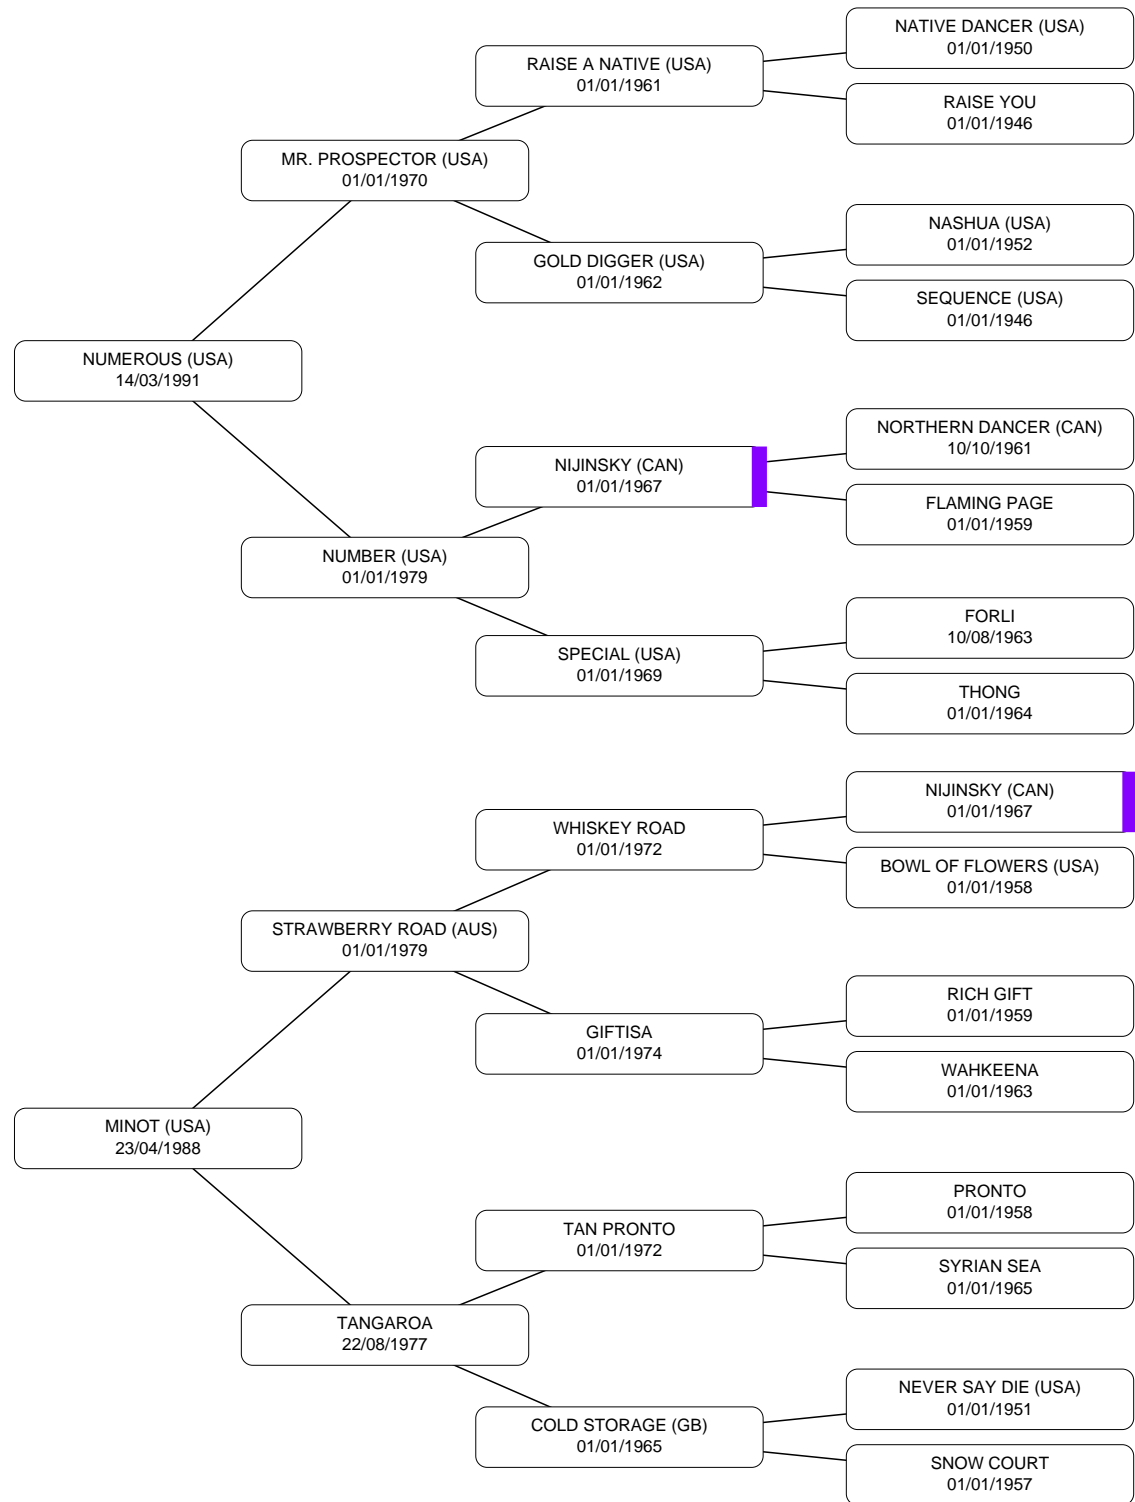 NATIVE DANCER (USA)
01/01/1950
RAISE A NATIVE (USA)
01/01/1961
RAISE YOU
01/01/1946
MR. PROSPECTOR (USA)
01/01/1970
NASHUA (USA)
01/01/1952
GOLD DIGGER (USA)
01/01/1962
SEQUENCE (USA)
01/01/1946
NUMEROUS (USA)
14/03/1991
NORTHERN DANCER (CAN)
10/10/1961
NIJINSKY (CAN)
01/01/1967
FLAMING PAGE
01/01/1959
NUMBER (USA)
01/01/1979
FORLI
10/08/1963
SPECIAL (USA)
01/01/1969
THONG
01/01/1964
NIJINSKY (CAN)
01/01/1967
WHISKEY ROAD
01/01/1972
BOWL OF FLOWERS (USA)
01/01/1958
STRAWBERRY ROAD (AUS)
01/01/1979
RICH GIFT
01/01/1959
GIFTISA
01/01/1974
WAHKEENA
01/01/1963
MINOT (USA)
23/04/1988
PRONTO
01/01/1958
TAN PRONTO
01/01/1972
SYRIAN SEA
01/01/1965
TANGAROA
22/08/1977
NEVER SAY DIE (USA)
01/01/1951
COLD STORAGE (GB)
01/01/1965
SNOW COURT
01/01/1957